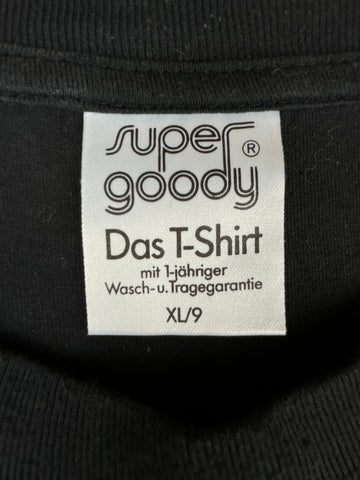 super
goody ®
Das T-Shirt
mit 1-jähriger
Wasch-u.Tragegarantie
XL/9